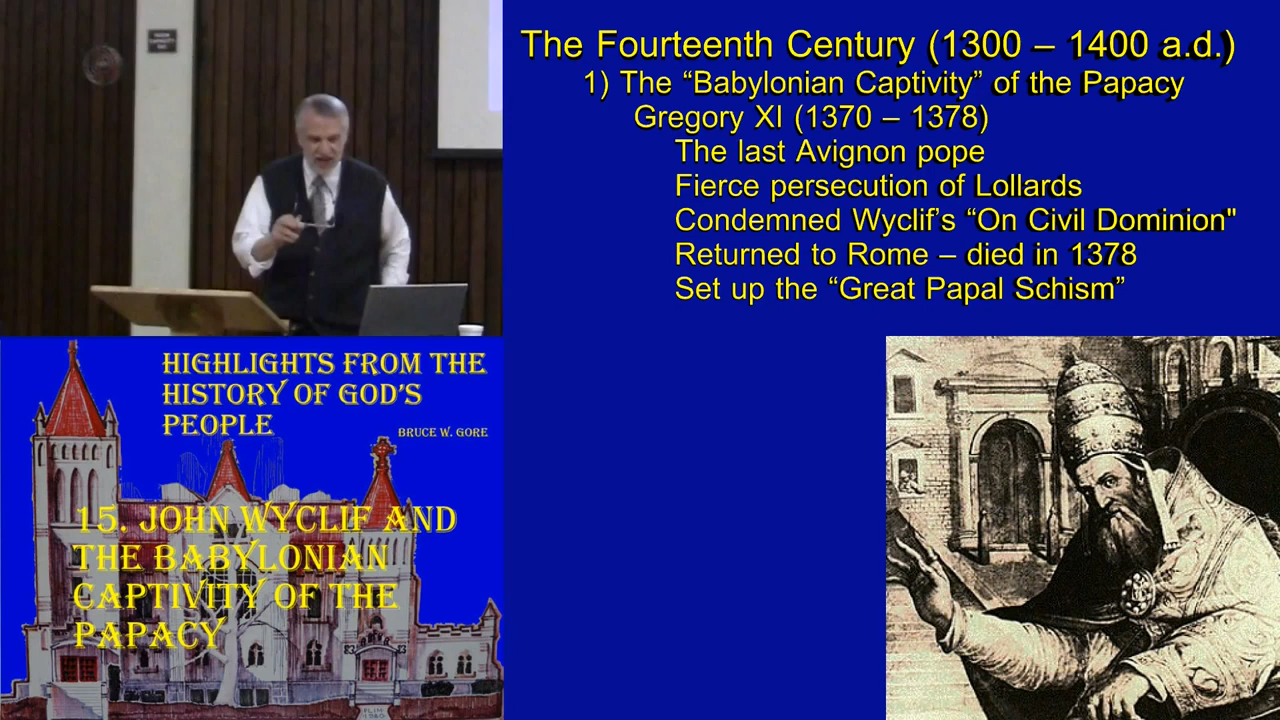 The Fourteenth Century (1300 – 1400 a.d.)
1) The “Babylonian Captivity” of the Papacy
Gregory XI (1370 – 1378)
The last Avignon pope
Fierce persecution of Lollards
Condemned Wyclif’s “On Civil Dominion"
Returned to Rome – died in 1378
Set up the “Great Papal Schism”
HIGHLIGHTS FROM THE
HISTORY OF GOD’S
PEOPLE
BRUCE W. GORE
15. JOHN WYCLIF AND
THE BABYLONIAN
CAPTIVITY OF THE
PAPACY